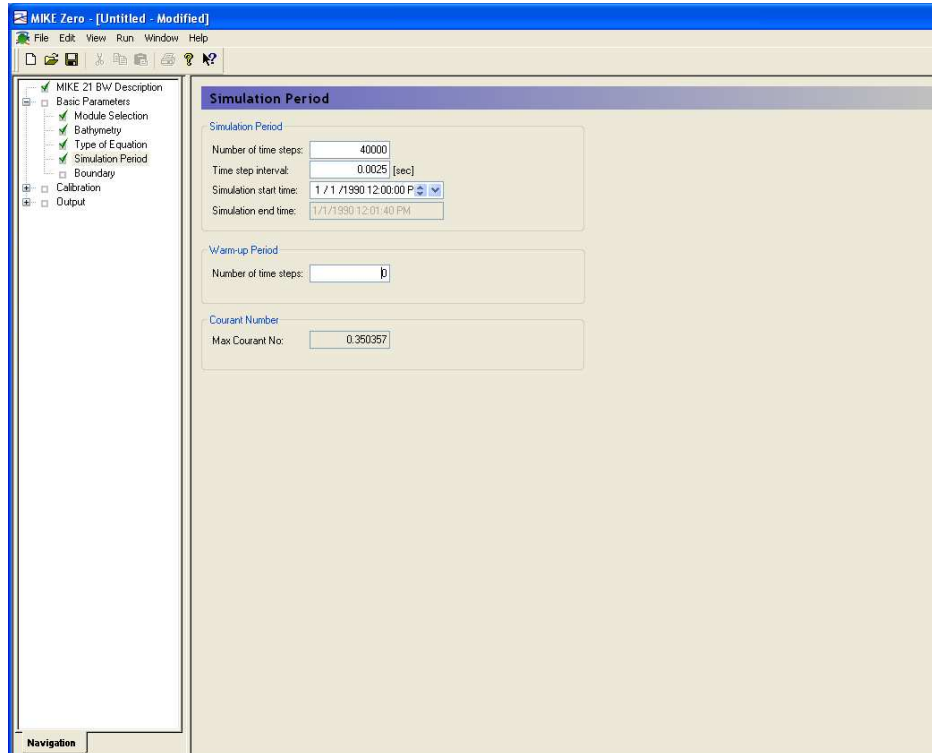 MIKE Zero - [Untitled - Modified]
File Edit View Run Window Help
MIKE 21 BW Description
Basic Parameters
Module Selection
Bathymetry
Type of Equation
Simulation Period
Boundary
Calibration
Output
Navigation
Simulation Period
Simulation Period
Number of time steps: 40000
Time step interval: 0.0025 [sec]
Simulation start time: 1 / 1 /1990 12:00:00 P
Simulation end time: 1/1/1990 12:01:40 PM
Warm-up Period
Number of time steps: 0
Courant Number
Max Courant No: 0.350357